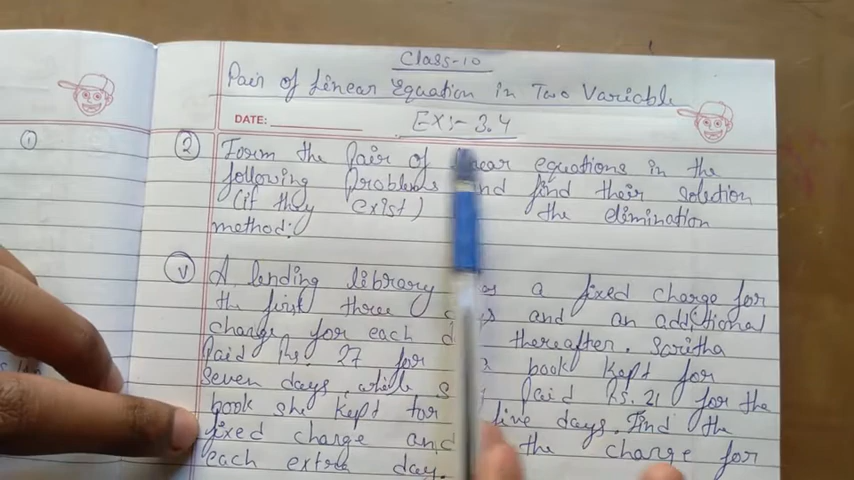 Class-10
Pair of Linear Equation in Two Variable
DATE:
EX:- 3.4
①
② Form the Pair of equations in the
following Problems find their solution
(if they exist) the elimination
method:
ⓥ A lending library a fixed charge for
the first three and an additional
charge for each thereafter. Saritha
Paid Rs. 27 for book kept for
Seven days, while Paid Rs. 21 for the
book she kept for five days. Find the
fixed charge and the charge for
each extra day.